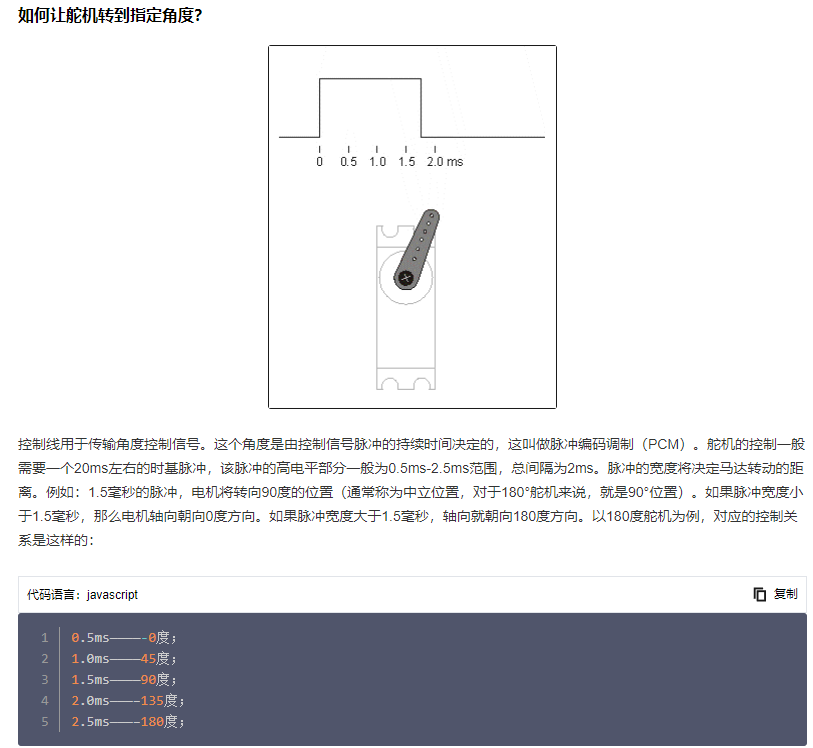 如何让舵机转到指定角度?
0 0.5 1.0 1.5 2.0 ms
控制线用于传输角度控制信号。这个角度是由控制信号脉冲的持续时间决定的，这叫做脉冲编码调制（PCM）。舵机的控制一般
需要一个20ms左右的时基脉冲，该脉冲的高电平部分一般为0.5ms-2.5ms范围，总间隔为2ms。脉冲的宽度将决定马达转动的距
离。例如：1.5毫秒的脉冲，电机将转向90度的位置（通常称为中立位置，对于180°舵机来说，就是90°位置）。如果脉冲宽度小
于1.5毫秒，那么电机轴向朝向0度方向。如果脉冲宽度大于1.5毫秒，轴向就朝向180度方向。以180度舵机为例，对应的控制关
系是这样的：
代码语言：javascript 复制
1 0.5ms————-0度；
2 1.0ms————45度；
3 1.5ms————90度；
4 2.0ms———-135度；
5 2.5ms———-180度；